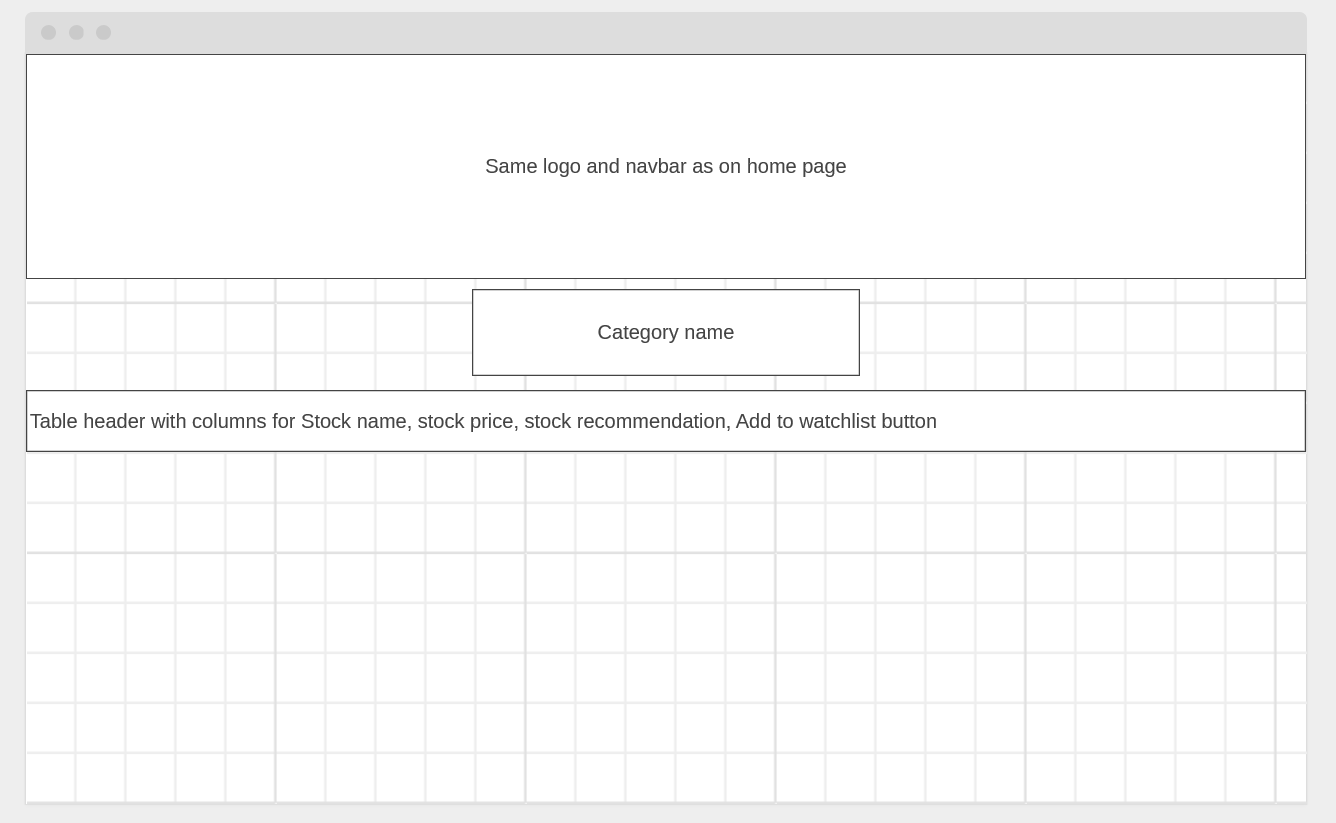 Same logo and navbar as on home page
Category name
Table header with columns for Stock name, stock price, stock recommendation, Add to watchlist button